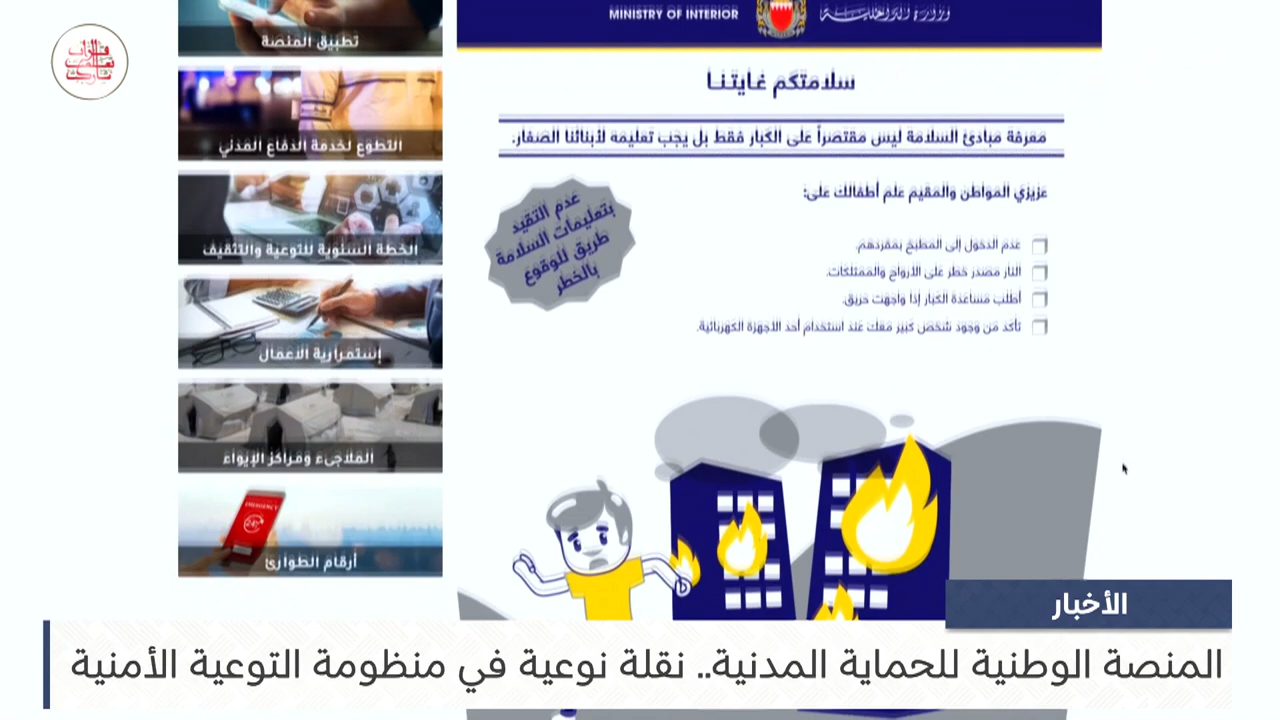 MINISTRY OF INTERIOR
وزارة الداخلية
سلامتكم غايتنا
معرفة مبادئ السلامة ليس مقتصراً على الكبار فقط بل يجب تعليمه لأبنائنا الصغار.
عزيزي المواطن والمقيم علم أطفالك على:
عدم الدخول إلى المطبخ بمفردهم.
النار مصدر خطر على الأرواح والممتلكات.
أطلب مساعدة الكبار إذا واجهت حريق.
تأكد من وجود شخص كبير معك عند استخدام أحد الأجهزة الكهربائية.
عدم التقيد
بتعليمات السلامة
طريق للوقوع
بالخطر
تطبيق المنصة
التطوع لخدمة الدفاع المدني
الخطة السنوية للتوعية والتثقيف
إستمرارية الأعمال
الملاجىء ومراكز الإيواء
EMERGENCY
24
أرقام الطوارئ
الأخبار
المنصة الوطنية للحماية المدنية.. نقلة نوعية في منظومة التوعية الأمنية